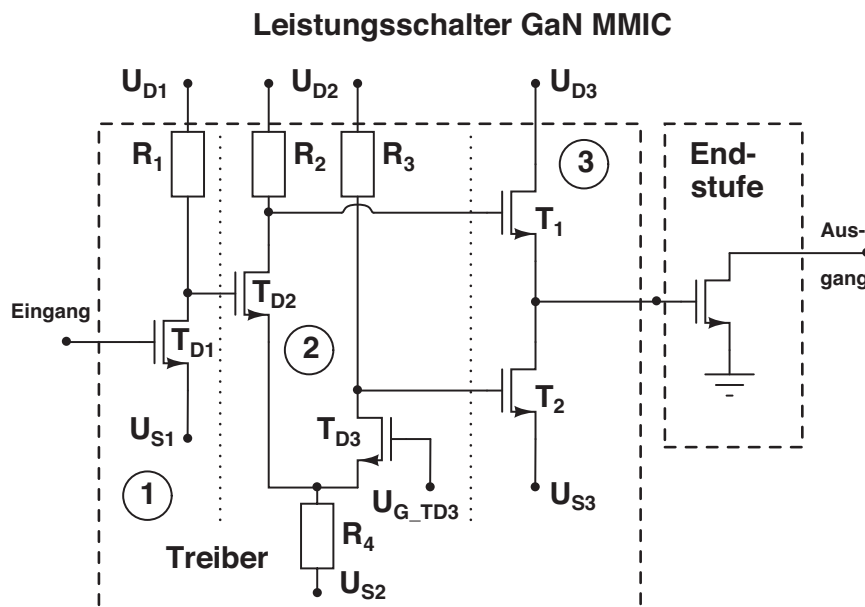 Leistungsschalter GaN MMIC
U_D1
U_D2
U_D3
R_1
R_2
R_3
3
End-
stufe
T_1
Aus-
gang
Eingang
T_D2
T_D1
2
T_2
T_D3
U_S1
1
U_G_TD3
U_S3
R_4
Treiber
U_S2